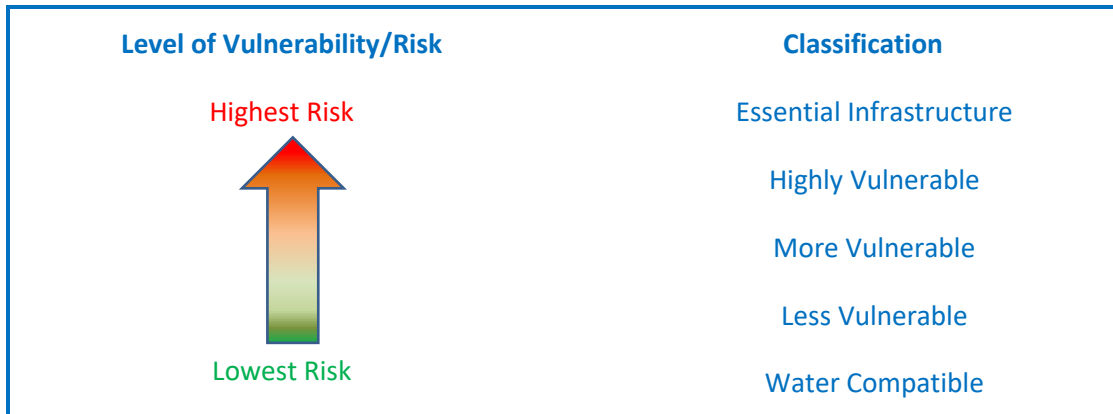 Level of Vulnerability/Risk
Classification
Highest Risk
Essential Infrastructure
Highly Vulnerable
More Vulnerable
Less Vulnerable
Lowest Risk
Water Compatible